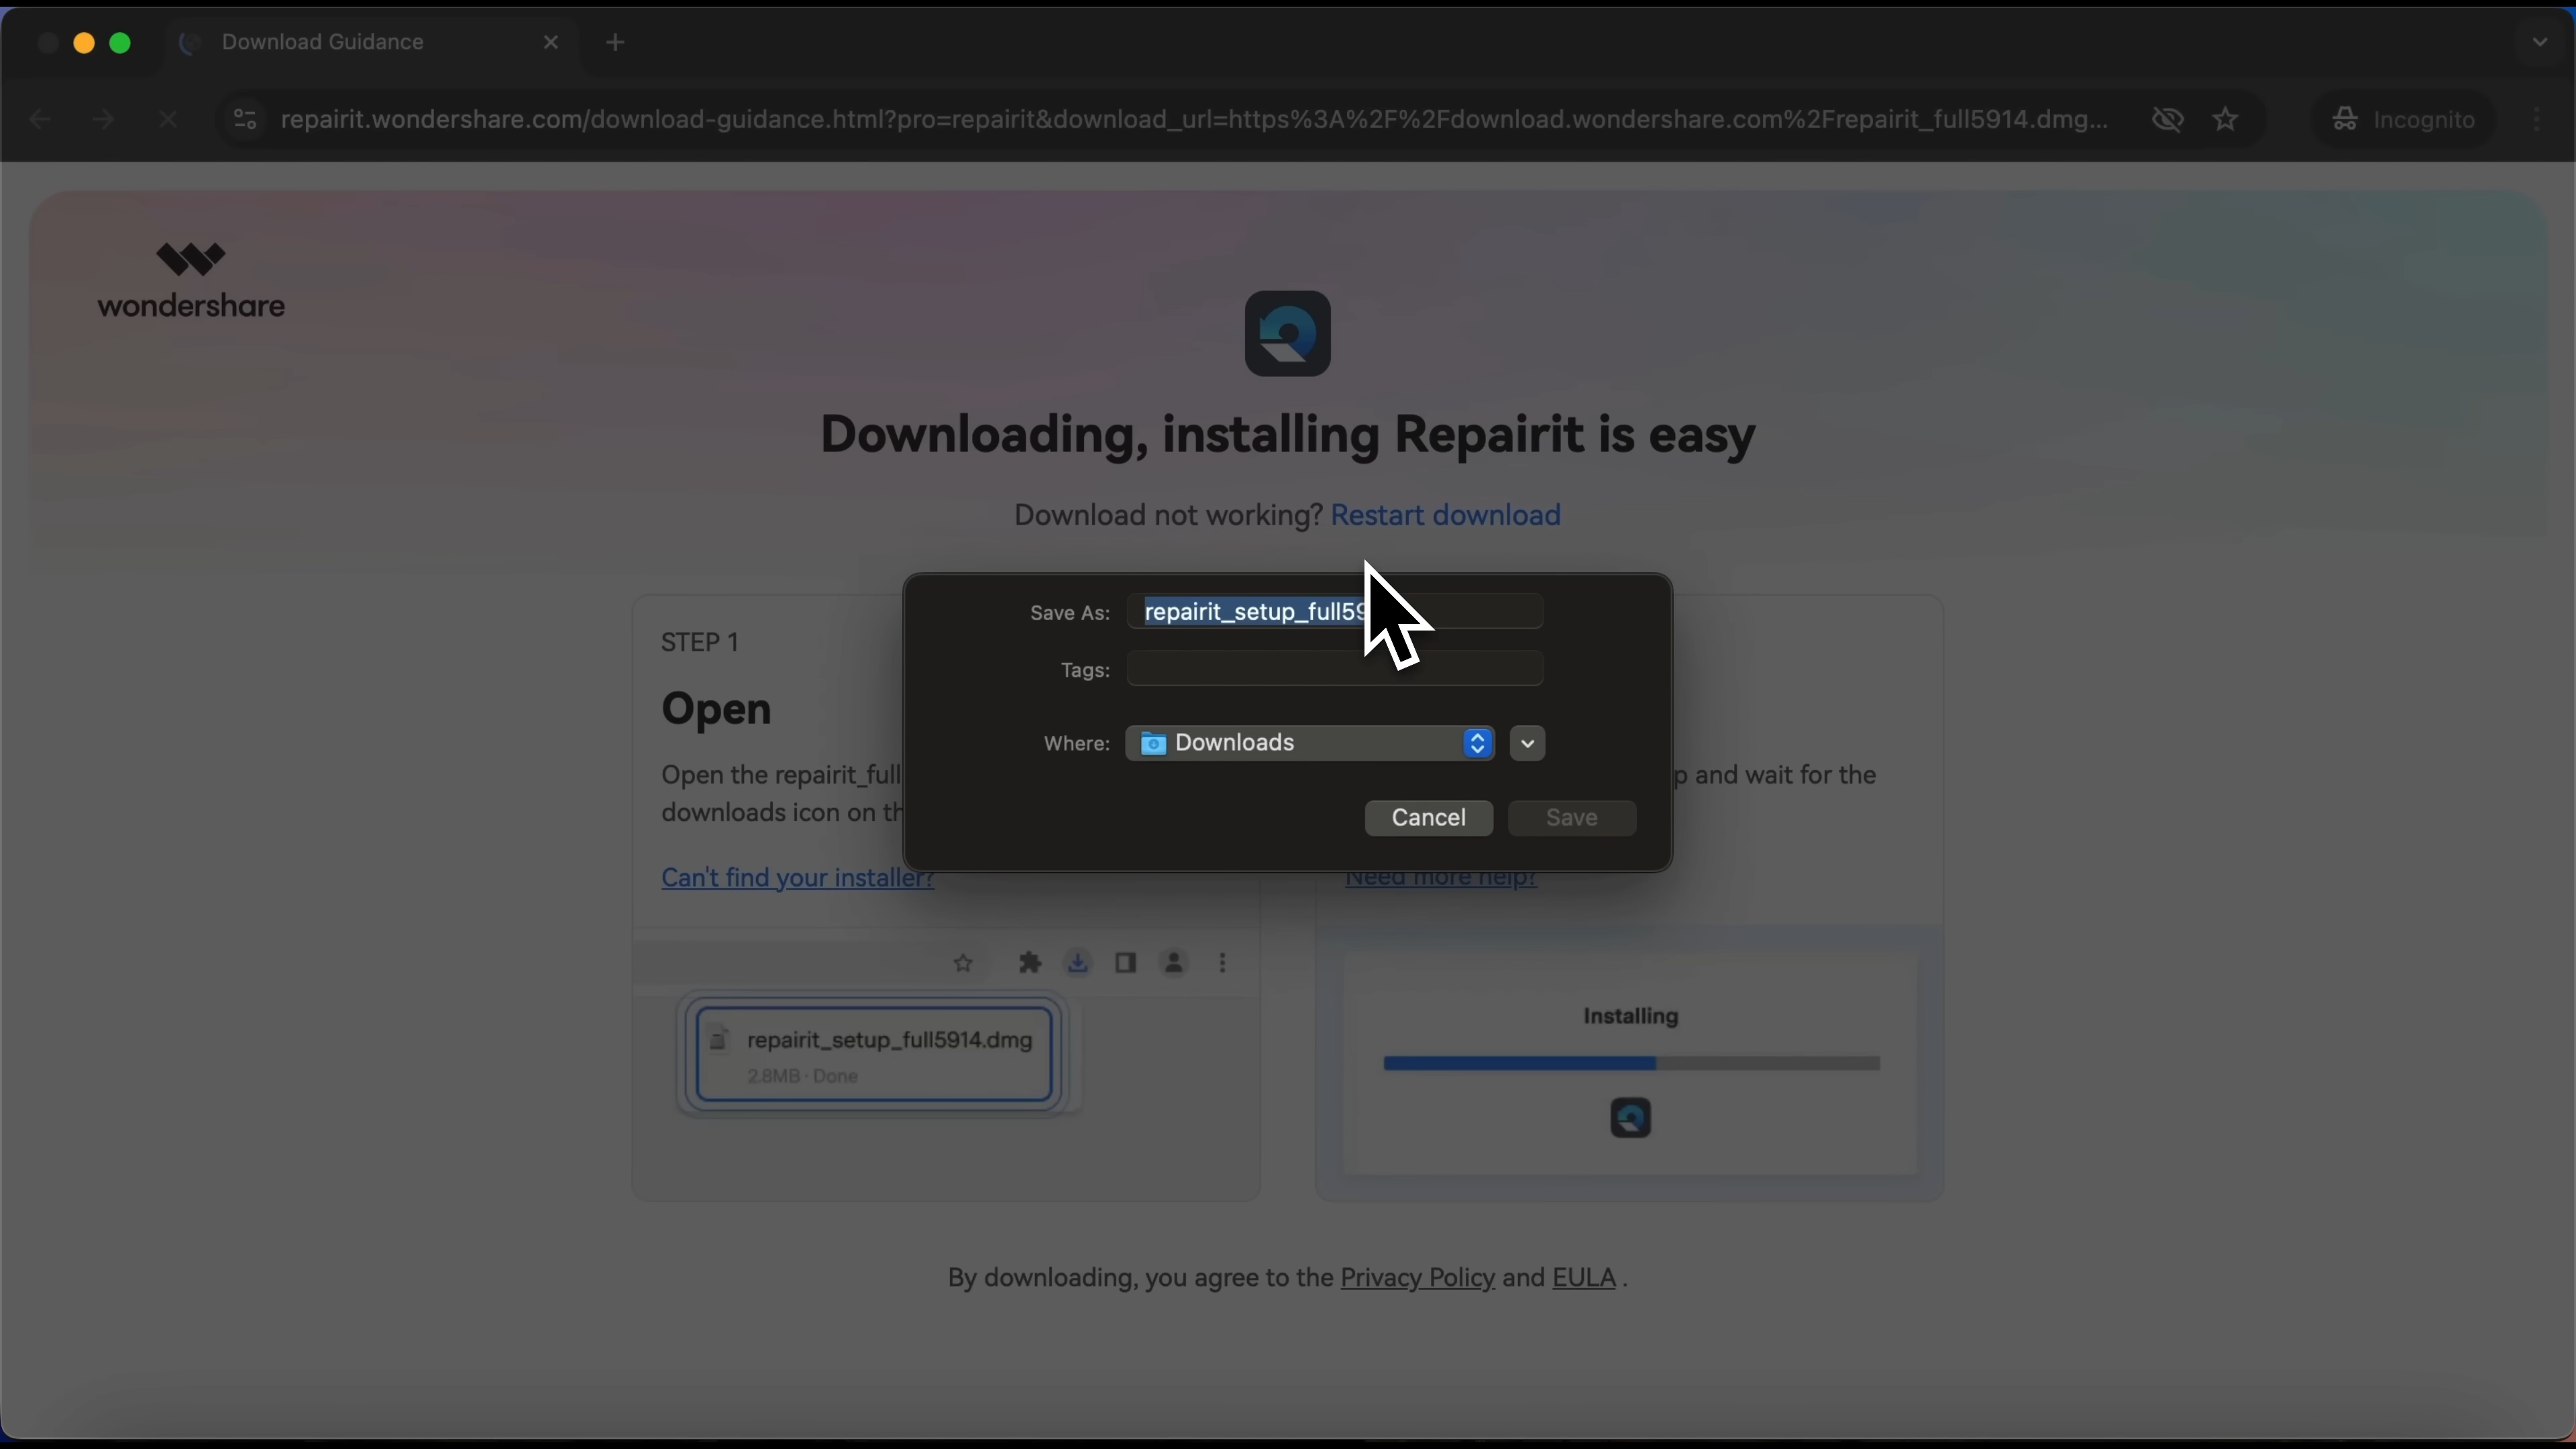 Download Guidance
repairit.wondershare.com/download-guidance.html?pro=repairit&download_url=https%3A%2F%2Fdownload.wondershare.com%2Frepairit_full5914.dmg...
Incognito
wondershare
Downloading, installing Repairit is easy
Download not working? Restart download
Save As: repairit_setup_full59
Tags:
Where: Downloads
Cancel Save
STEP 1
Open
Open the repairit_full
downloads icon on th
Can't find your installer?
p and wait for the
Need more help?
repairit_setup_full5914.dmg
2.8MB · Done
Installing
By downloading, you agree to the Privacy Policy and EULA .